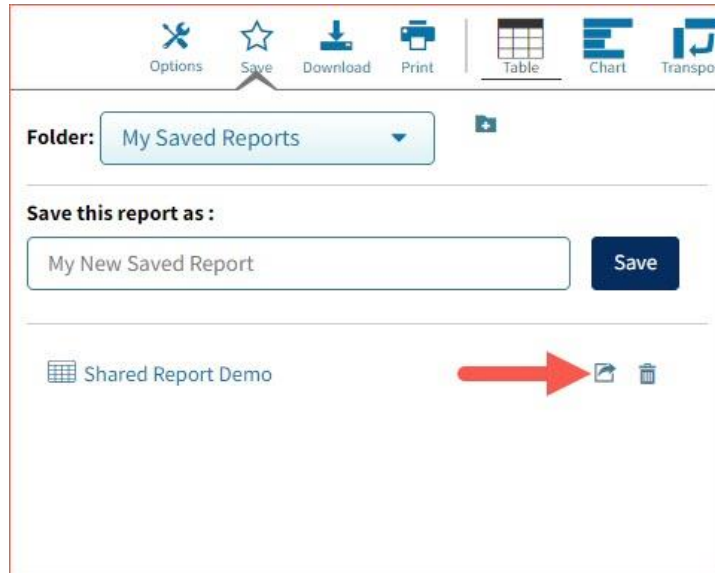 Options Save Download Print Table Chart Transpo
Folder: My Saved Reports
Save this report as :
My New Saved Report Save
Shared Report Demo